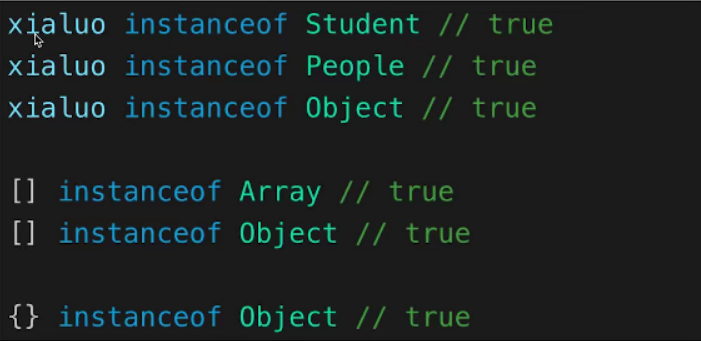 xialuo instanceof Student // true
xialuo instanceof People // true
xialuo instanceof Object // true
[] instanceof Array // true
[] instanceof Object // true
{} instanceof Object // true